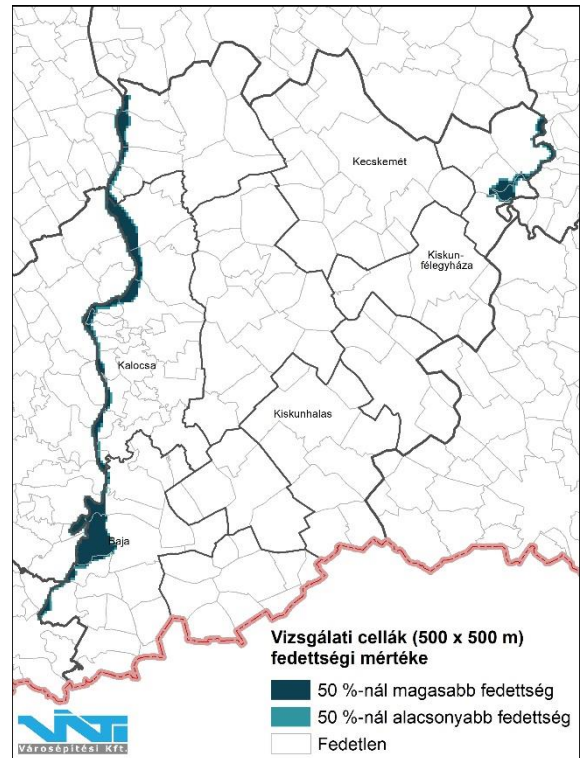 Kecskemét
Kiskun-
félegyháza
Kalocsa
Kiskunhalas
Baja
Vizsgálati cellák (500 x 500 m)
fedettségi mértéke
50 %-nál magasabb fedettség
50 %-nál alacsonyabb fedettség
Fedetlen
VÁTI
Városépítési Kft.